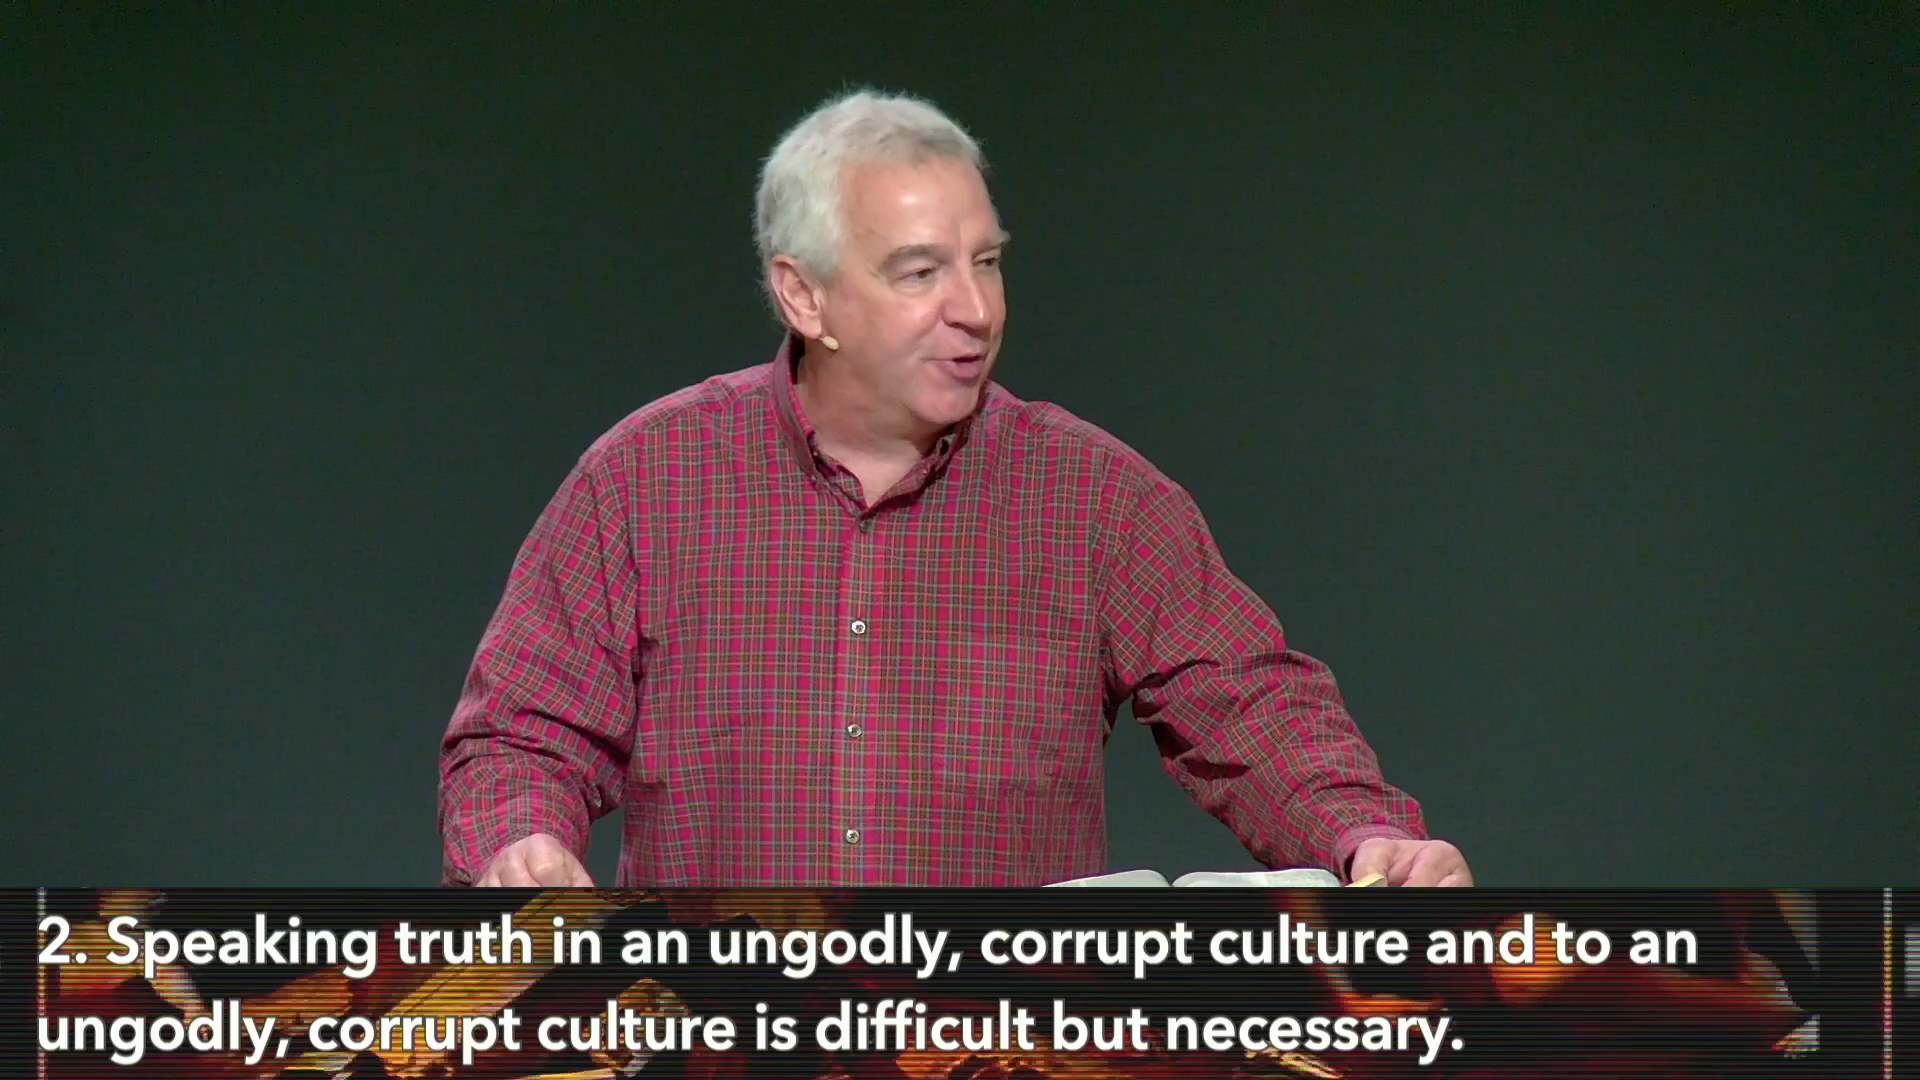 2. Speaking truth in an ungodly, corrupt culture and to an
ungodly, corrupt culture is difficult but necessary.